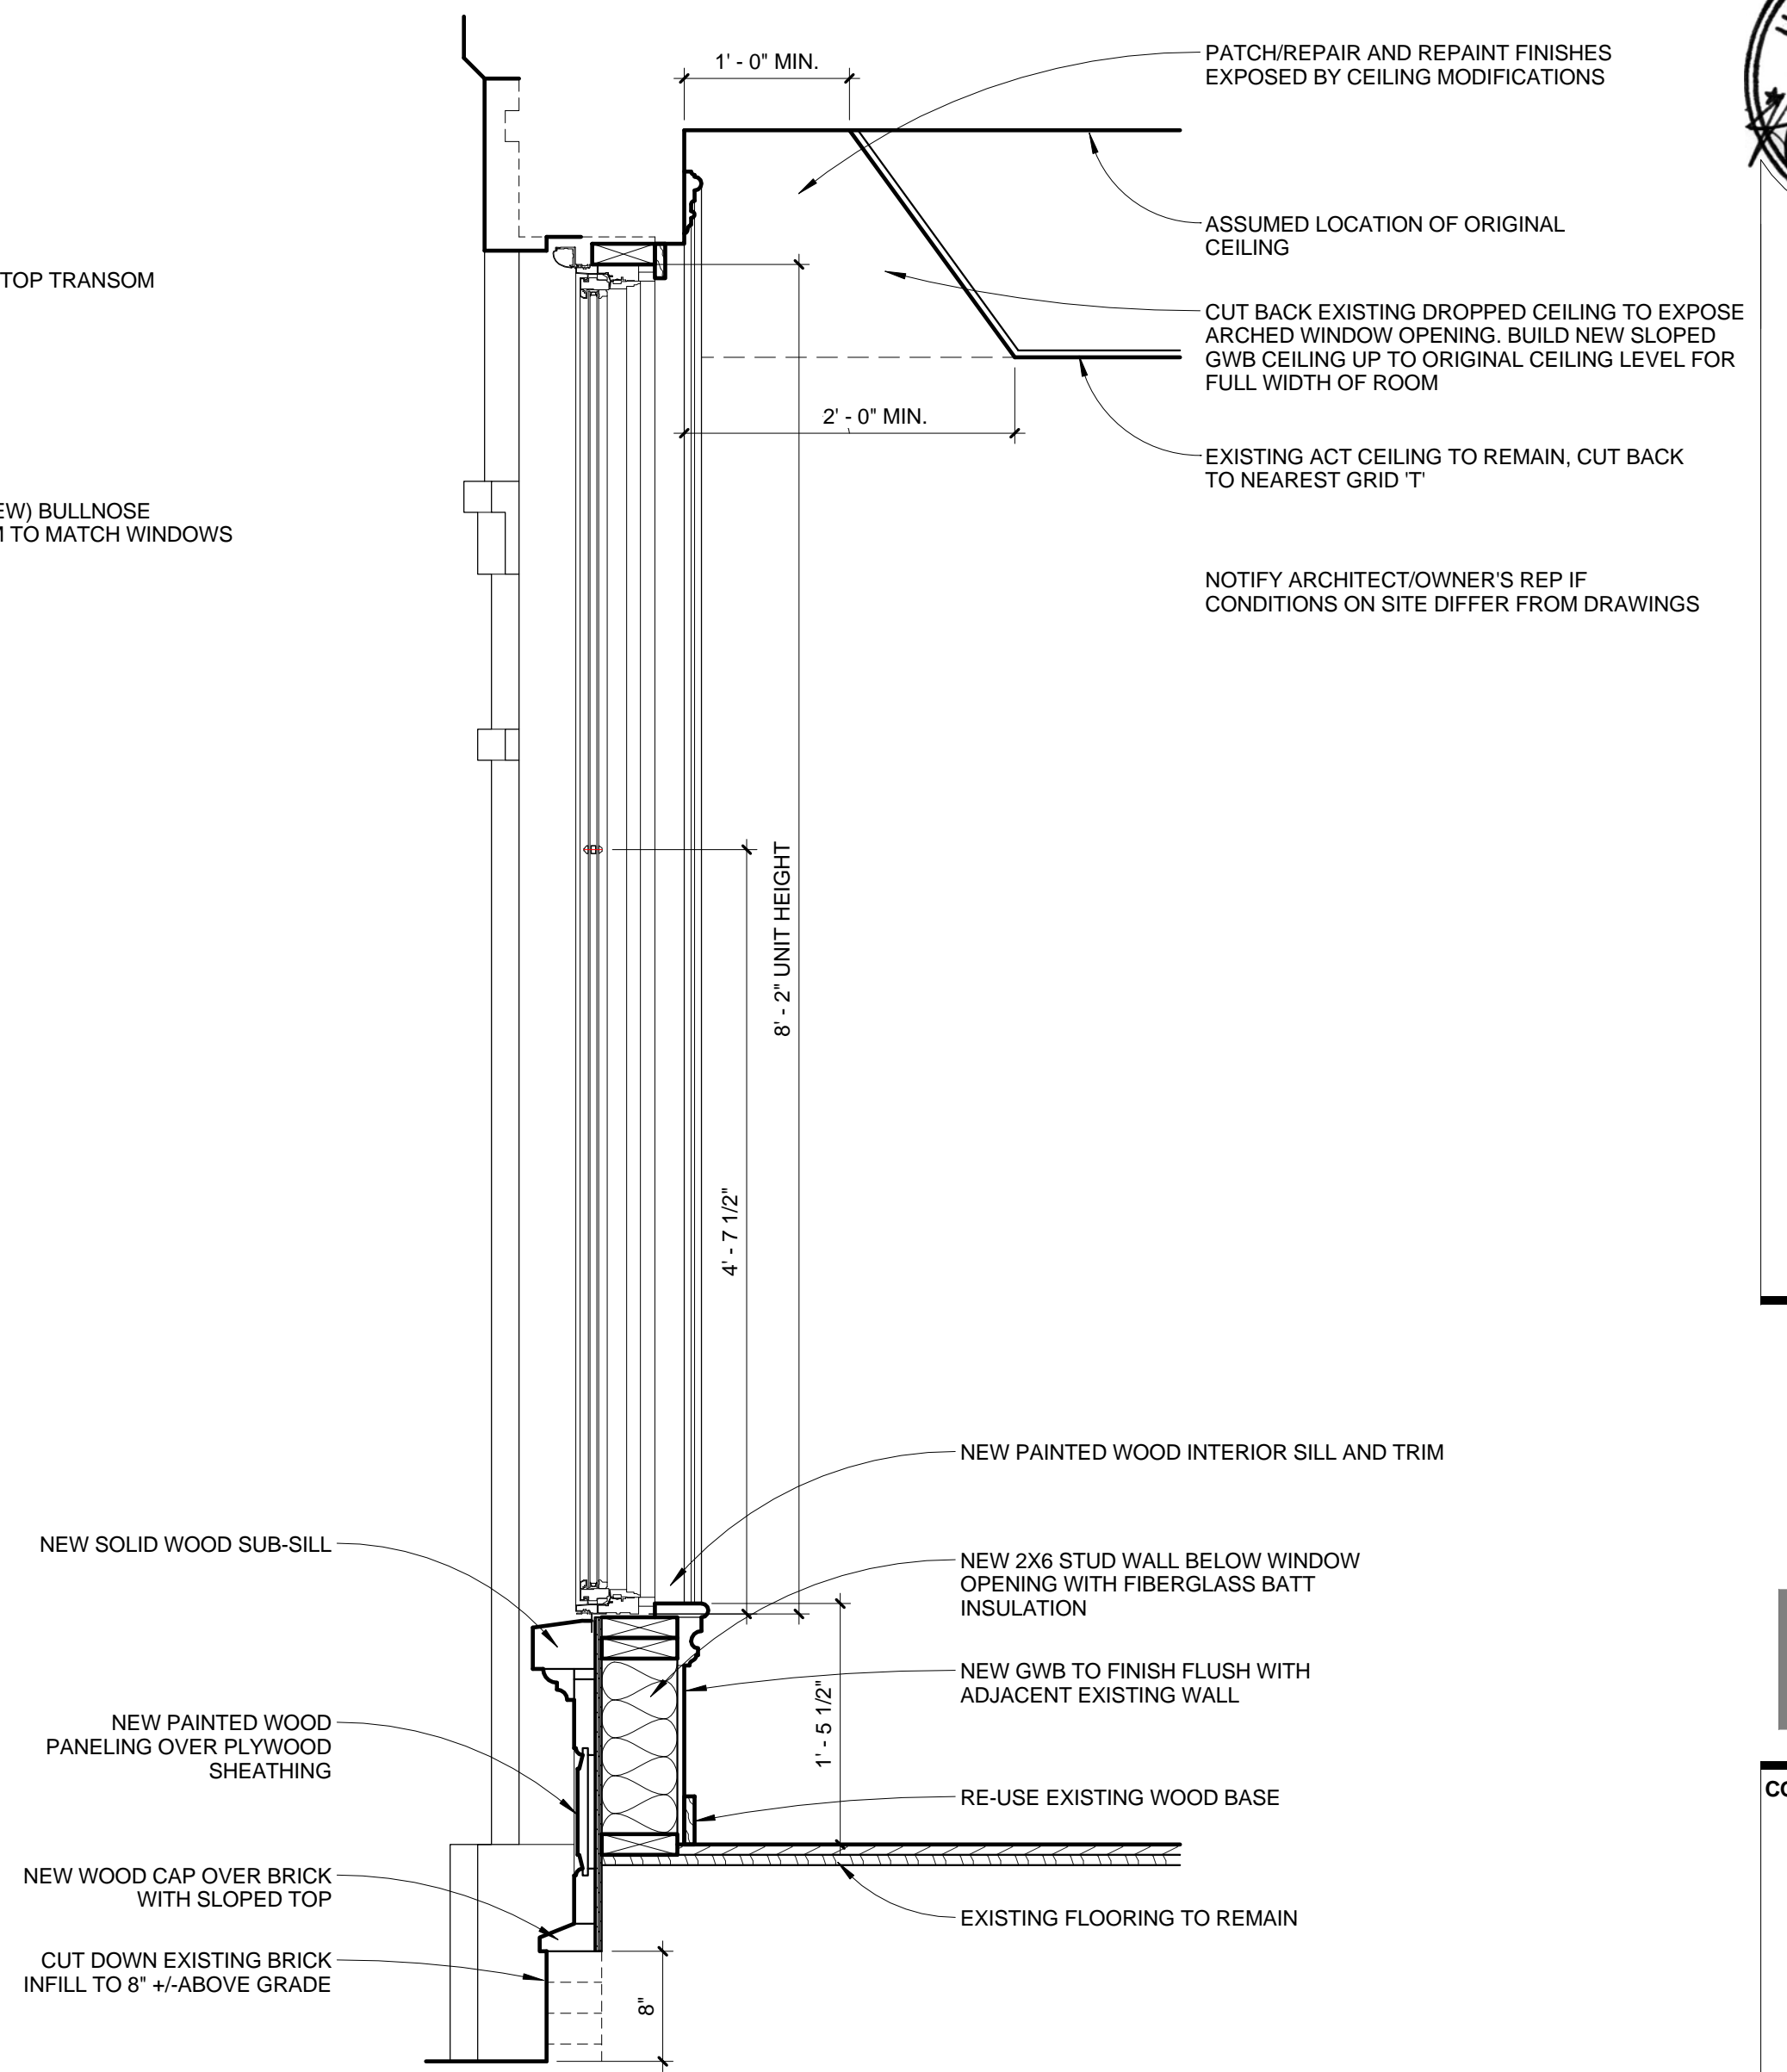 1' - 0" MIN.
PATCH/REPAIR AND REPAINT FINISHES
EXPOSED BY CEILING MODIFICATIONS
ASSUMED LOCATION OF ORIGINAL
CEILING
TOP TRANSOM
CUT BACK EXISTING DROPPED CEILING TO EXPOSE
ARCHED WINDOW OPENING. BUILD NEW SLOPED
GWB CEILING UP TO ORIGINAL CEILING LEVEL FOR
FULL WIDTH OF ROOM
2' - 0" MIN.
EXISTING ACT CEILING TO REMAIN, CUT BACK
TO NEAREST GRID 'T'
EW) BULLNOSE
M TO MATCH WINDOWS
NOTIFY ARCHITECT/OWNER'S REP IF
CONDITIONS ON SITE DIFFER FROM DRAWINGS
8' - 2" UNIT HEIGHT
4' - 7 1/2"
NEW PAINTED WOOD INTERIOR SILL AND TRIM
NEW SOLID WOOD SUB-SILL
NEW 2X6 STUD WALL BELOW WINDOW
OPENING WITH FIBERGLASS BATT
INSULATION
NEW GWB TO FINISH FLUSH WITH
ADJACENT EXISTING WALL
1' - 5 1/2"
NEW PAINTED WOOD
PANELING OVER PLYWOOD
SHEATHING
RE-USE EXISTING WOOD BASE
CO
NEW WOOD CAP OVER BRICK
WITH SLOPED TOP
EXISTING FLOORING TO REMAIN
CUT DOWN EXISTING BRICK
INFILL TO 8" +/-ABOVE GRADE
8"